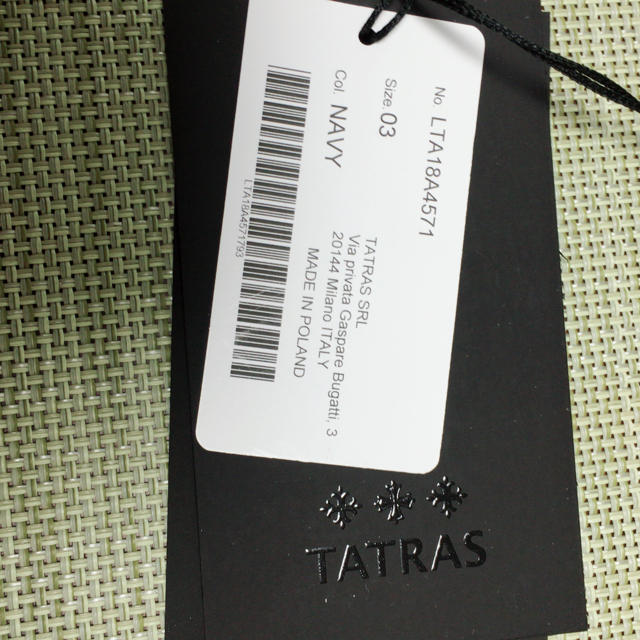 No. LTA18A4571
Size. 03
Col. NAVY
TATRAS SRL
Via privata Gaspare Bugatti, 3
20144 Milano ITALY
MADE IN POLAND
LTA18A4571793
TATRAS